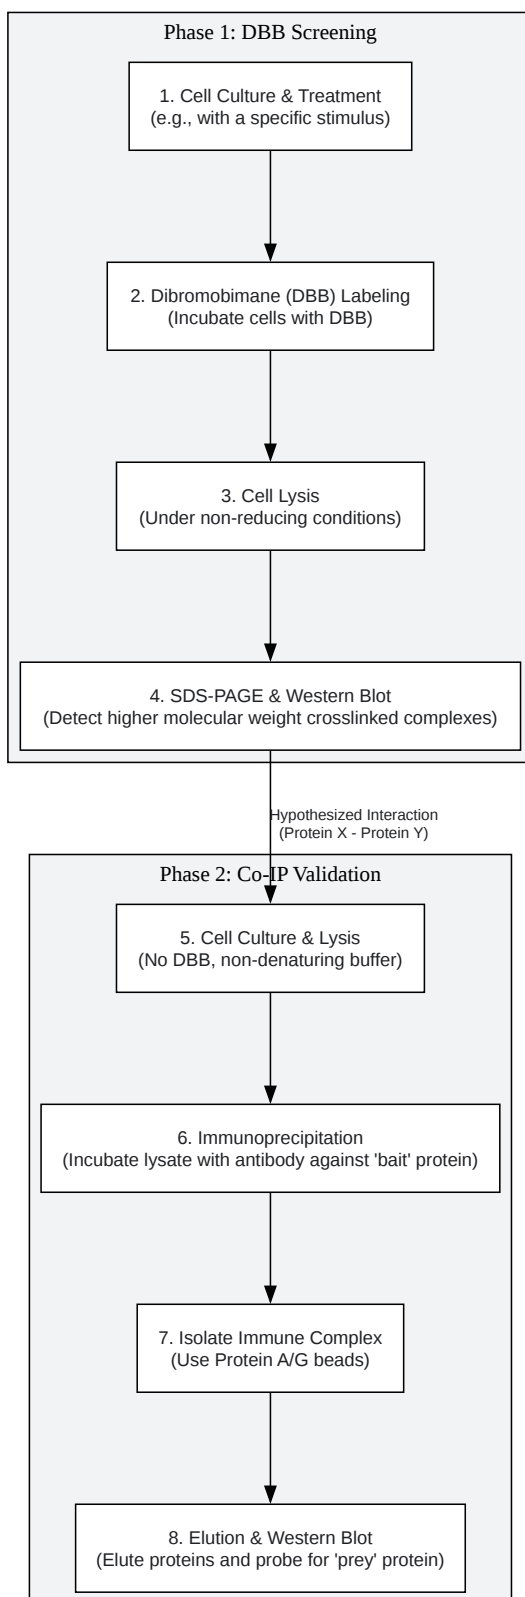 Phase 1: DBB Screening
1. Cell Culture & Treatment
(e.g., with a specific stimulus)
2. Dibromobimane (DBB) Labeling
(Incubate cells with DBB)
3. Cell Lysis
(Under non-reducing conditions)
4. SDS-PAGE & Western Blot
(Detect higher molecular weight crosslinked complexes)
Hypothesized Interaction
(Protein X - Protein Y)
Phase 2: Co-IP Validation
5. Cell Culture & Lysis
(No DBB, non-denaturing buffer)
6. Immunoprecipitation
(Incubate lysate with antibody against 'bait' protein)
7. Isolate Immune Complex
(Use Protein A/G beads)
8. Elution & Western Blot
(Elute proteins and probe for 'prey' protein)